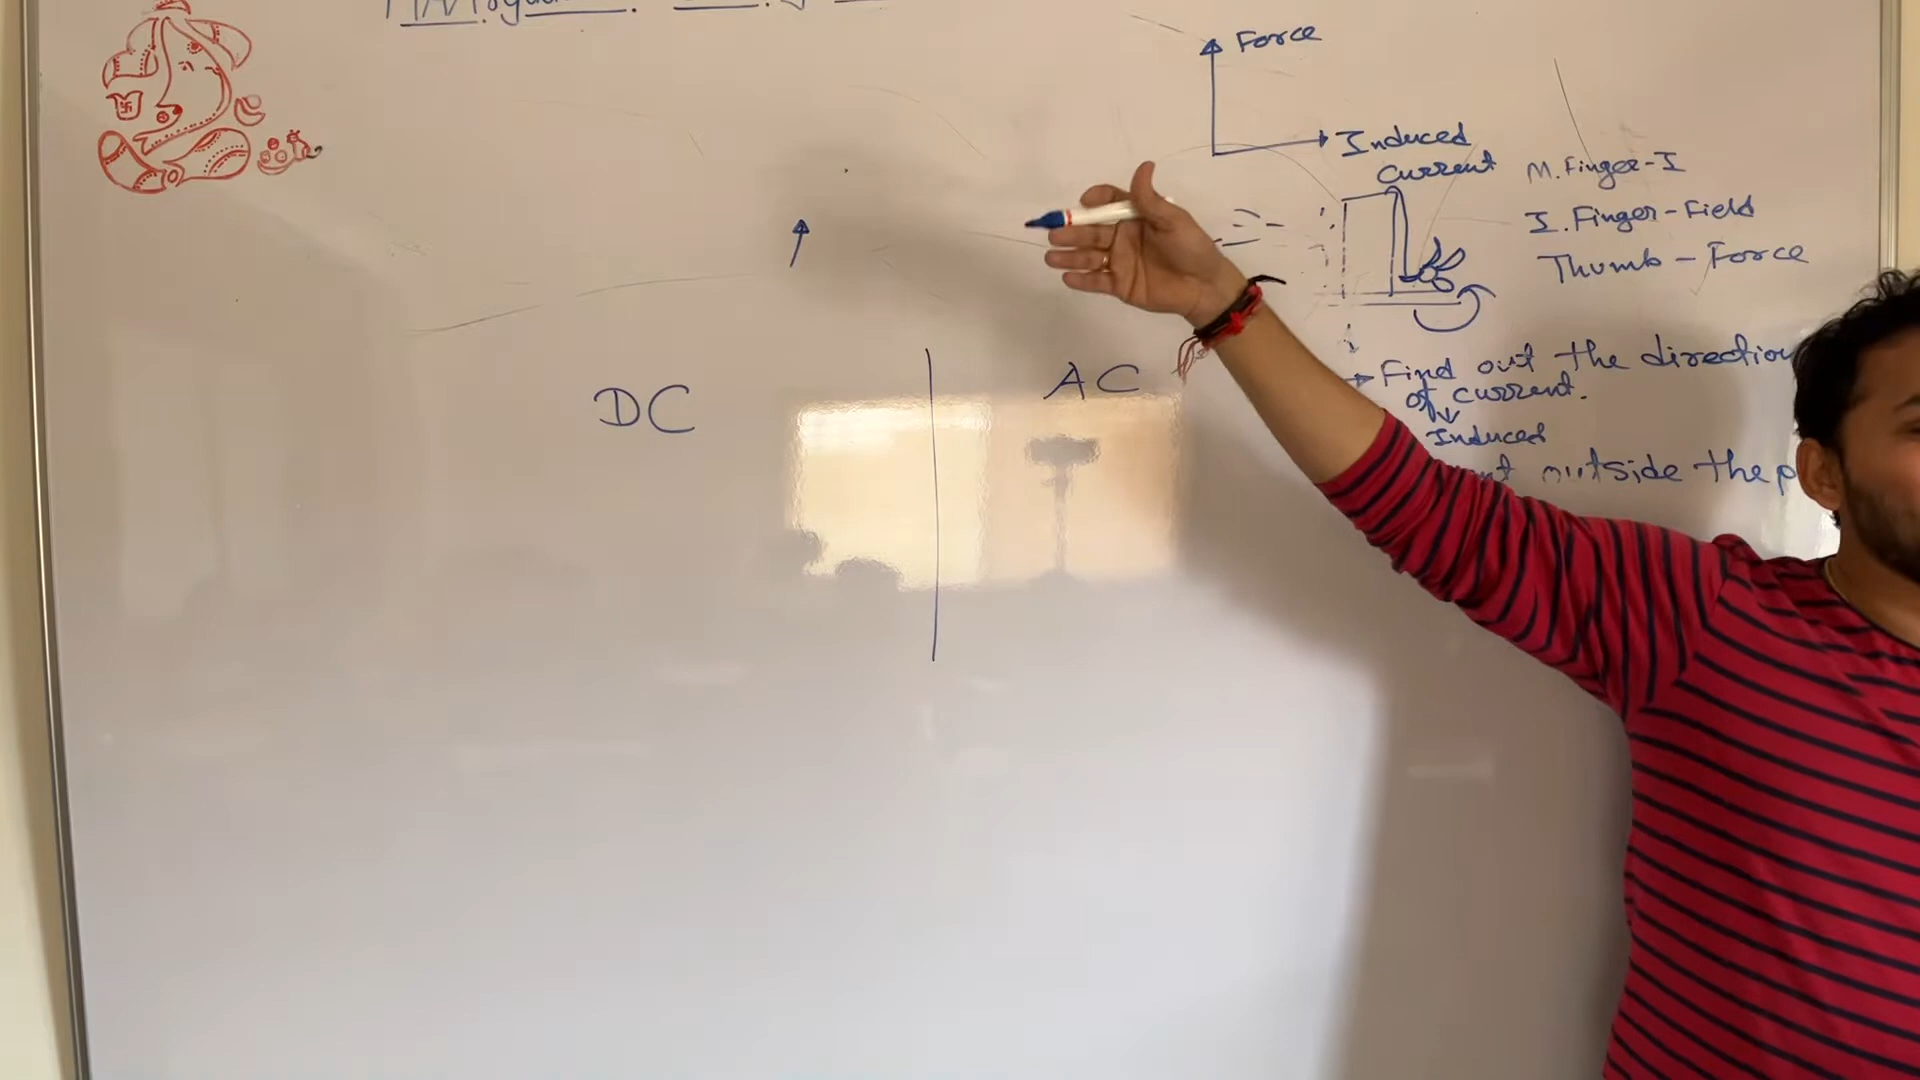 Force
Induced
Current
M. Finger-I
I. Finger-Field
Thumb - Force
DC
AC
→ Find out the direction
of current.
Induced
outside the